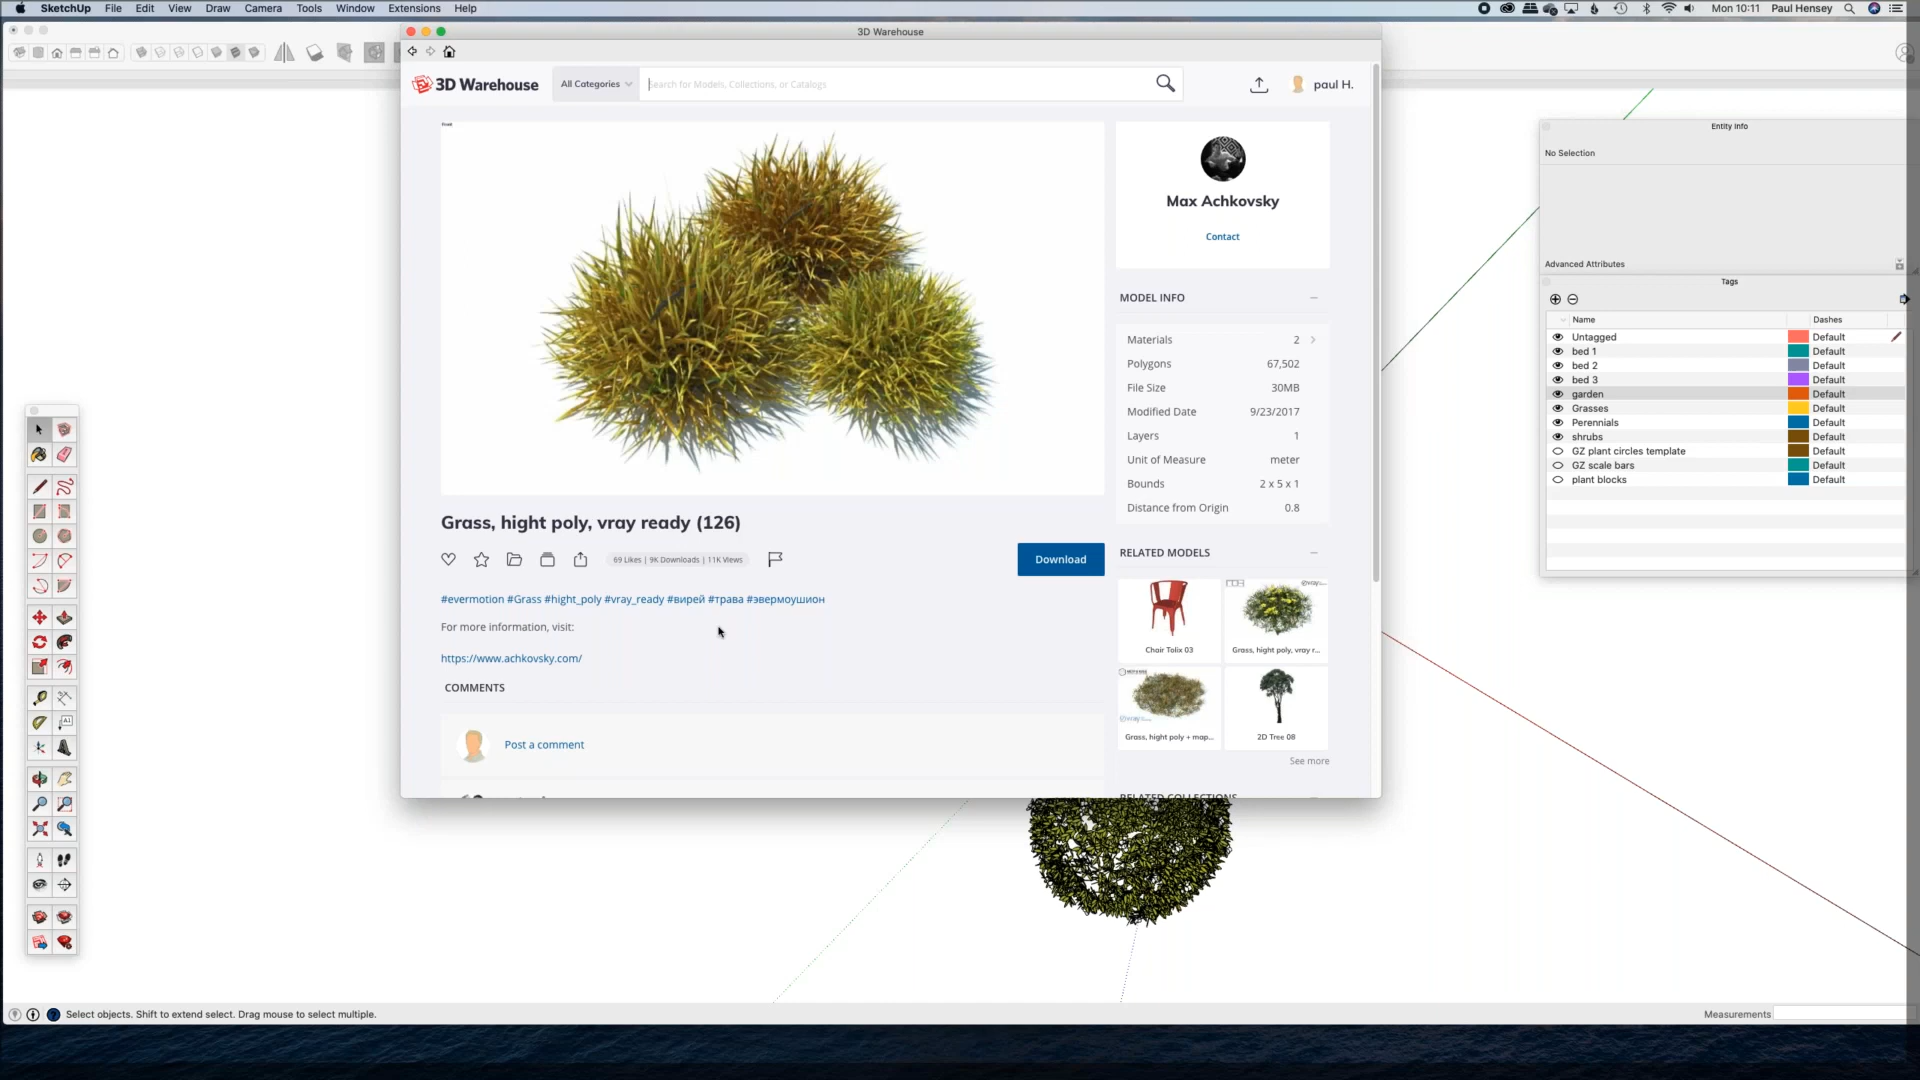 SketchUp File Edit View Draw Camera Tools Window Extensions Help Mon 10:11 Paul Hensey
3D Warehouse
3D Warehouse All Categories Search for Models, Collections, or Catalogs paul H.
Front
Max Achkovsky
Contact
MODEL INFO
Materials 2
Polygons 67,502
File Size 30MB
Modified Date 9/23/2017
Layers 1
Unit of Measure meter
Bounds 2 x 5 x 1
Distance from Origin 0.8
Grass, hight poly, vray ready (126)
69 Likes | 9K Downloads | 11K Views
Download
#evermotion #Grass #hight_poly #vray_ready #вирей #трава #эвермоушион
For more information, visit:
https://www.achkovsky.com/
COMMENTS
Post a comment
RELATED MODELS
Chair Tolix 03
Grass, hight poly, vray r...
Grass, hight poly + map...
2D Tree 08
See more
RELATED COLLECTIONS
Entity Info
No Selection
Advanced Attributes
Tags
Name Dashes
Untagged Default
bed 1 Default
bed 2 Default
bed 3 Default
garden Default
Grasses Default
Perennials Default
shrubs Default
GZ plant circles template Default
GZ scale bars Default
plant blocks Default
Select objects. Shift to extend select. Drag mouse to select multiple.
Measurements